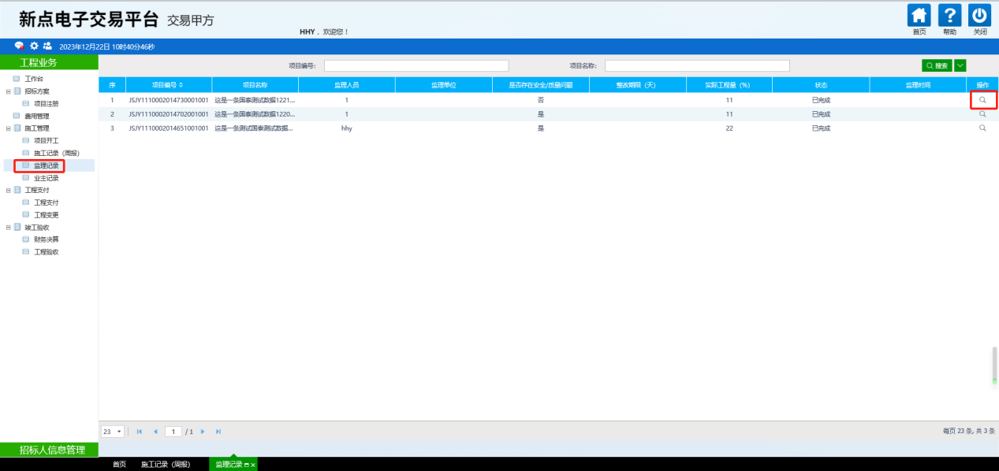 新点电子交易平台 交易甲方
HHY， 欢迎您！
首页 帮助 关闭
2023年12月22日 10时40分46秒
工程业务
工作台
招标方案
项目注册
费用管理
施工管理
项目开工
施工记录（周报）
监理记录
业主记录
工程支付
工程支付
工程变更
竣工验收
财务决算
工程验收
招标人信息管理
项目编号: 项目名称: 搜索
序 项目编号 项目名称 监理人员 监理单位 是否存在安全/质量问题 整改期限（天） 实际工程量（%） 状态 监理时间 操作
1 JSJY1110002014730001001 这是一条国泰测试数据1221... 1 否 11 已完成
2 JSJY1110002014702001001 这是一条国泰测试数据1220... 1 是 11 已完成
3 JSJY1110002014651001001 这是一条测试国泰测试数据... hhy 是 22 已完成
23 1 / 1 每页 23 条, 共 3 条
首页 施工记录（周报） 监理记录